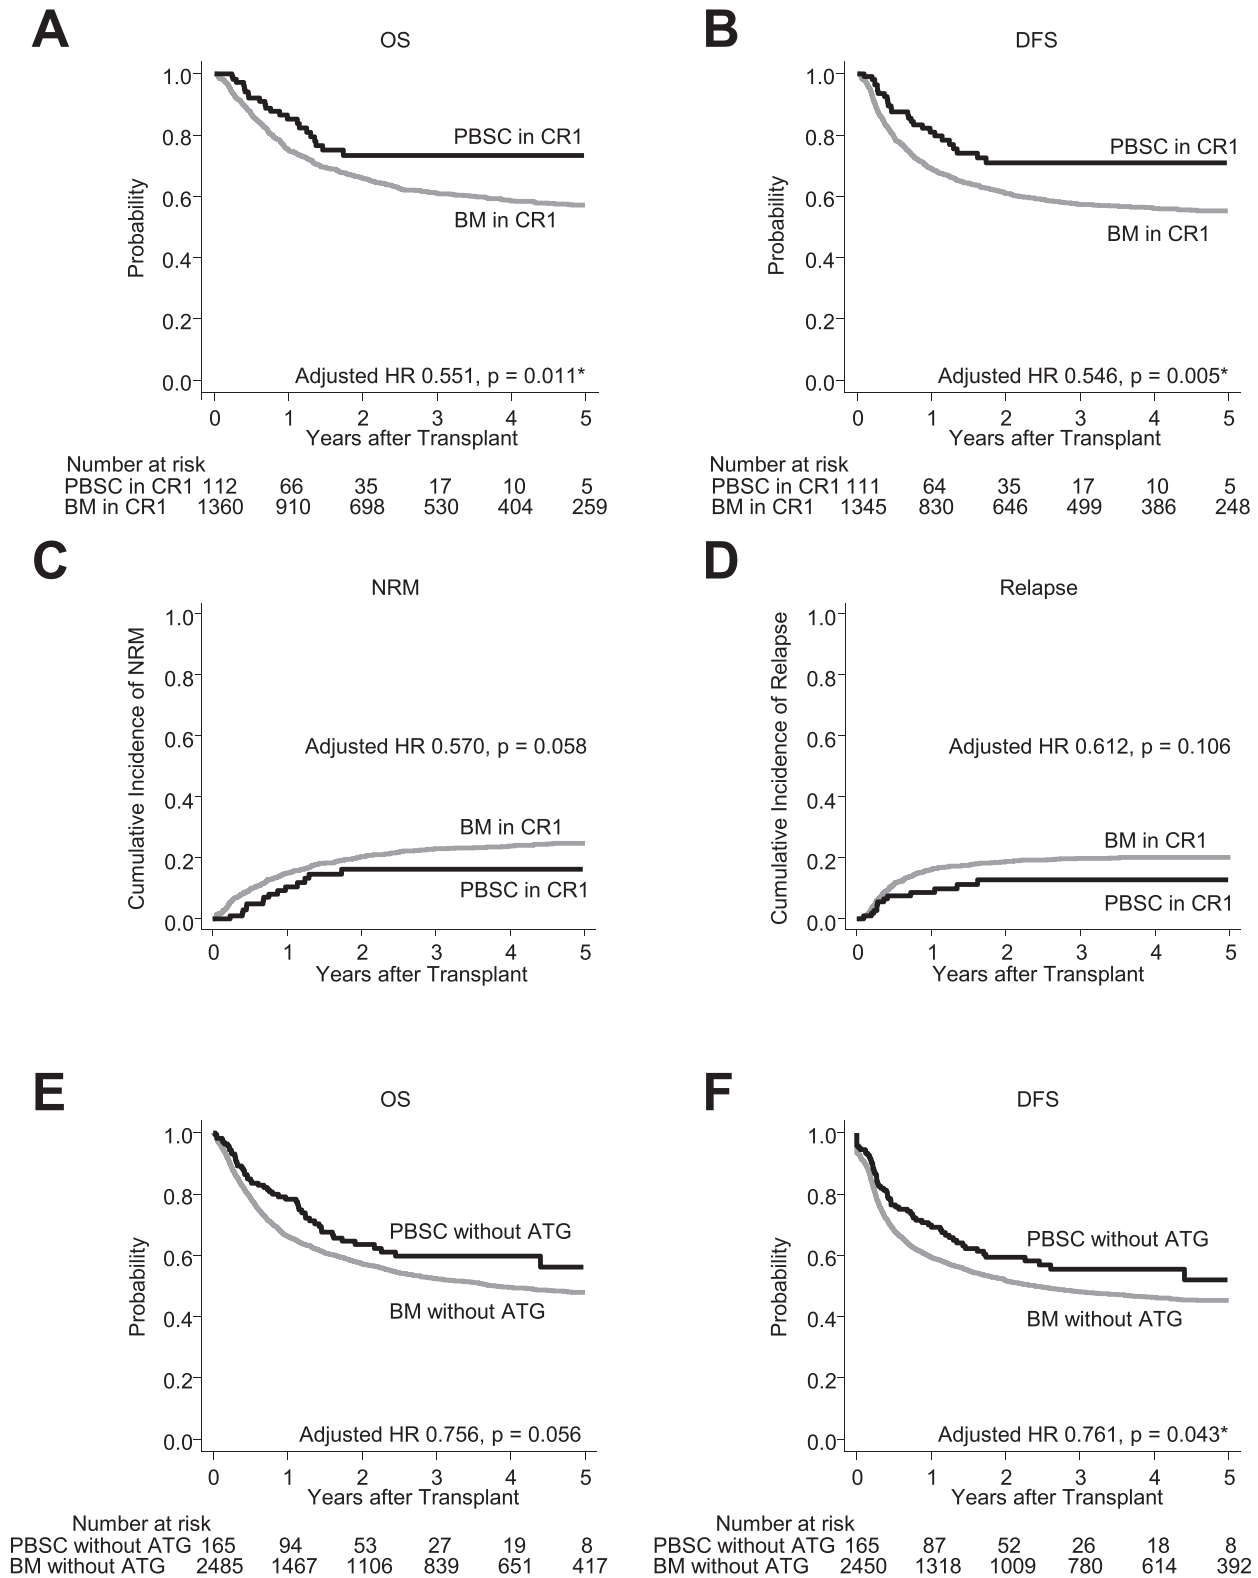 A
OS
1.0
0.8
0.6
0.4
0.2
0.0
Probability
PBSC in CR1
BM in CR1
Adjusted HR 0.551, p = 0.011*
0 1 2 3 4 5
Years after Transplant
Number at risk
PBSC in CR1 112 66 35 17 10 5
BM in CR1 1360 910 698 530 404 259
B
DFS
1.0
0.8
0.6
0.4
0.2
0.0
Probability
PBSC in CR1
BM in CR1
Adjusted HR 0.546, p = 0.005*
0 1 2 3 4 5
Years after Transplant
Number at risk
PBSC in CR1 111 64 35 17 10 5
BM in CR1 1345 830 646 499 386 248
C
NRM
1.0
0.8
0.6
0.4
0.2
0.0
Cumulative Incidence of NRM
Adjusted HR 0.570, p = 0.058
BM in CR1
PBSC in CR1
0 1 2 3 4 5
Years after Transplant
D
Relapse
1.0
0.8
0.6
0.4
0.2
0.0
Cumulative Incidence of Relapse
Adjusted HR 0.612, p = 0.106
BM in CR1
PBSC in CR1
0 1 2 3 4 5
Years after Transplant
E
OS
1.0
0.8
0.6
0.4
0.2
0.0
Probability
PBSC without ATG
BM without ATG
Adjusted HR 0.756, p = 0.056
0 1 2 3 4 5
Years after Transplant
Number at risk
PBSC without ATG 165 94 53 27 19 8
BM without ATG 2485 1467 1106 839 651 417
F
DFS
1.0
0.8
0.6
0.4
0.2
0.0
Probability
PBSC without ATG
BM without ATG
Adjusted HR 0.761, p = 0.043*
0 1 2 3 4 5
Years after Transplant
Number at risk
PBSC without ATG 165 87 52 26 18 8
BM without ATG 2450 1318 1009 780 614 392